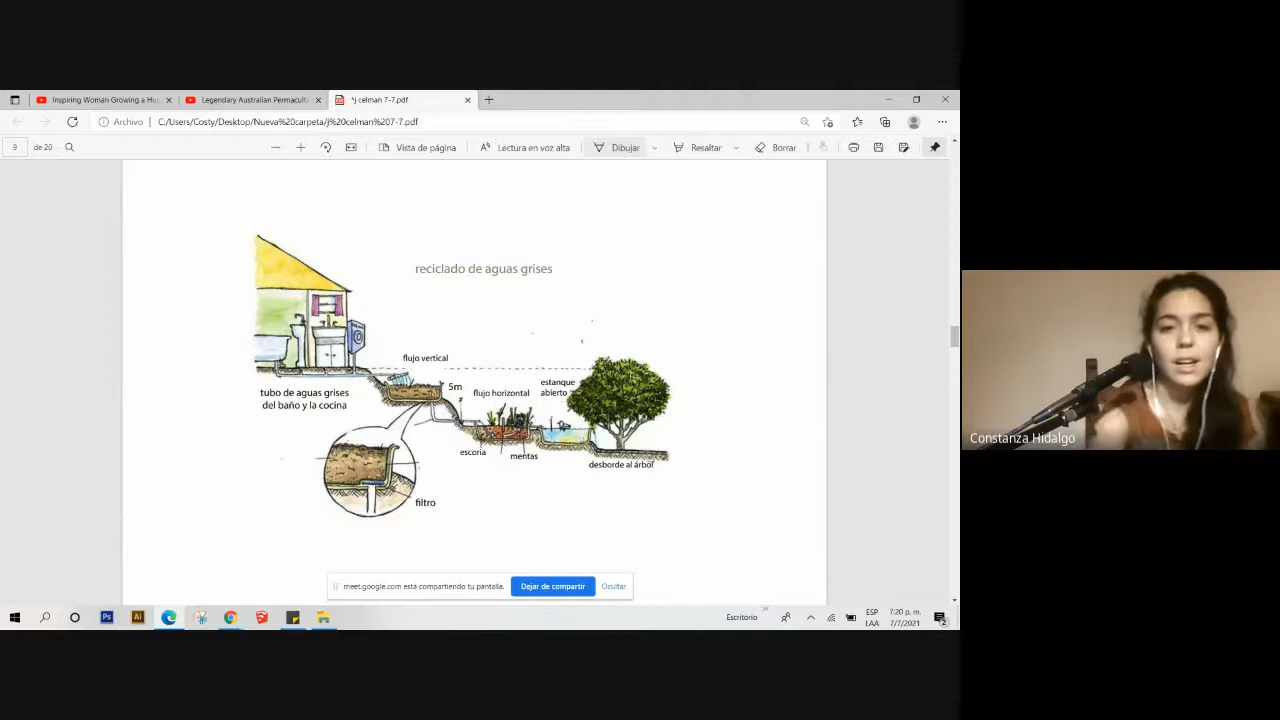 Inspiring Woman Growing a Hu
Legendary Australian Permacult
*j celman 7-7.pdf
Archivo
C:/Users/Costy/Desktop/Nueva%20carpeta/j%20celman%207-7.pdf
9 de 20
Vista de página
Lectura en voz alta
Dibujar
Resaltar
Borrar
reciclado de aguas grises
flujo vertical
5m
flujo horizontal
estanque
abierto
tubo de aguas grises
del baño y la cocina
escoria
mentas
desborde al árbol
filtro
Constanza Hidalgo
meet.google.com está compartiendo tu pantalla.
Dejar de compartir
Ocultar
Ps
Ai
Escritorio
ESP
LAA
7:20 p. m.
7/7/2021
2